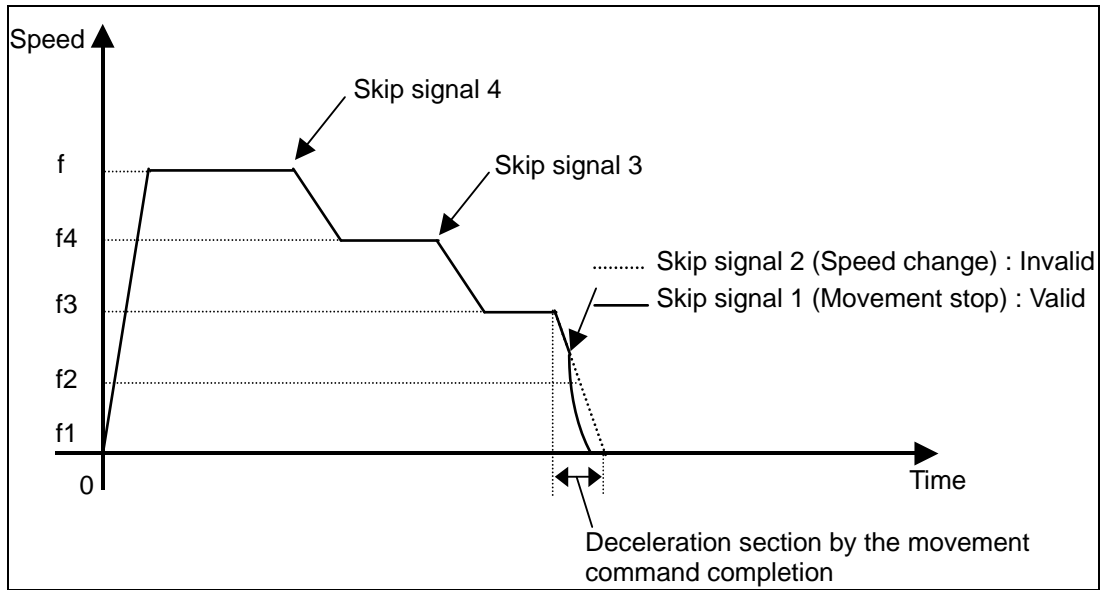 Speed
Skip signal 4
f
Skip signal 3
f4
Skip signal 2 (Speed change) : Invalid
f3
Skip signal 1 (Movement stop) : Valid
f2
f1
0
Time
Deceleration section by the movement
command completion